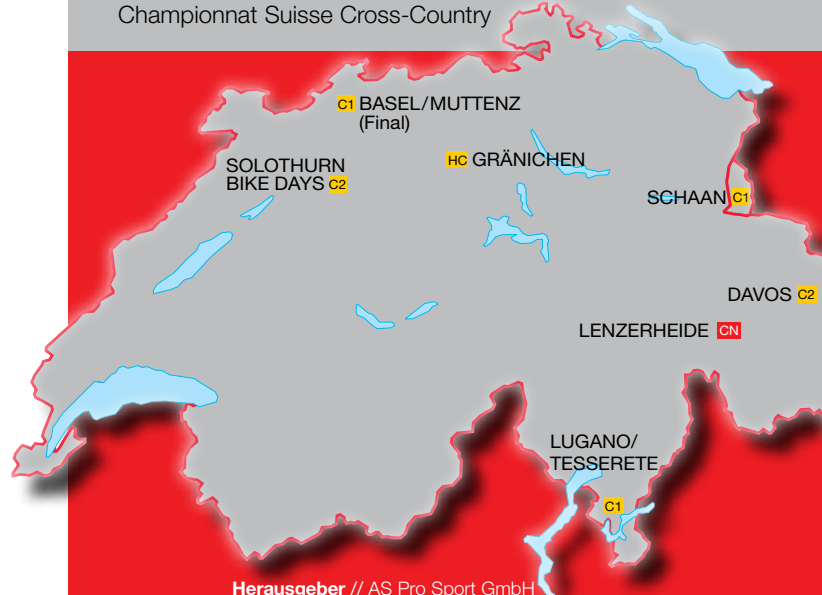 Championnat Suisse Cross-Country
C1 BASEL/MUTTENZ
(Final)
HC GRÄNICHEN
SOLOTHURN
BIKE DAYS C2
SCHAAN C1
DAVOS C2
LENZERHEIDE CN
LUGANO/
TESSERETE
C1
Herausgeber // AS Pro Sport GmbH